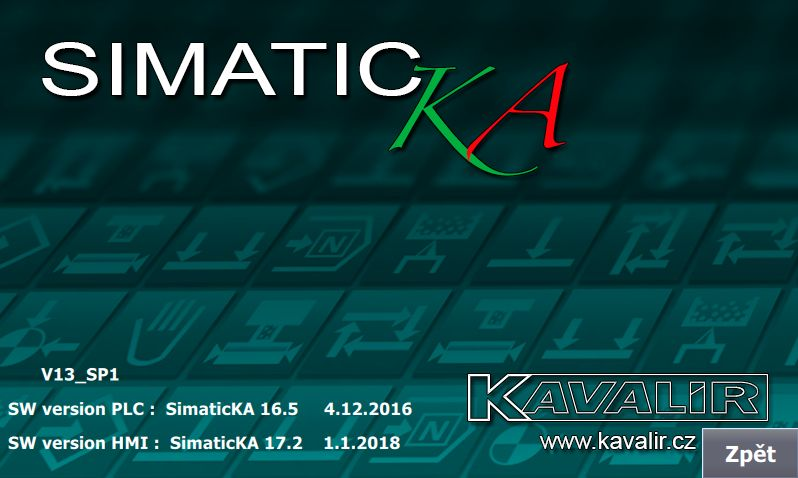 SIMATIC KA
V13_SP1
SW version PLC : SimaticKA 16.5 4.12.2016
SW version HMI : SimaticKA 17.2 1.1.2018
KAVALIR
www.kavalir.cz
Zpět
N
N